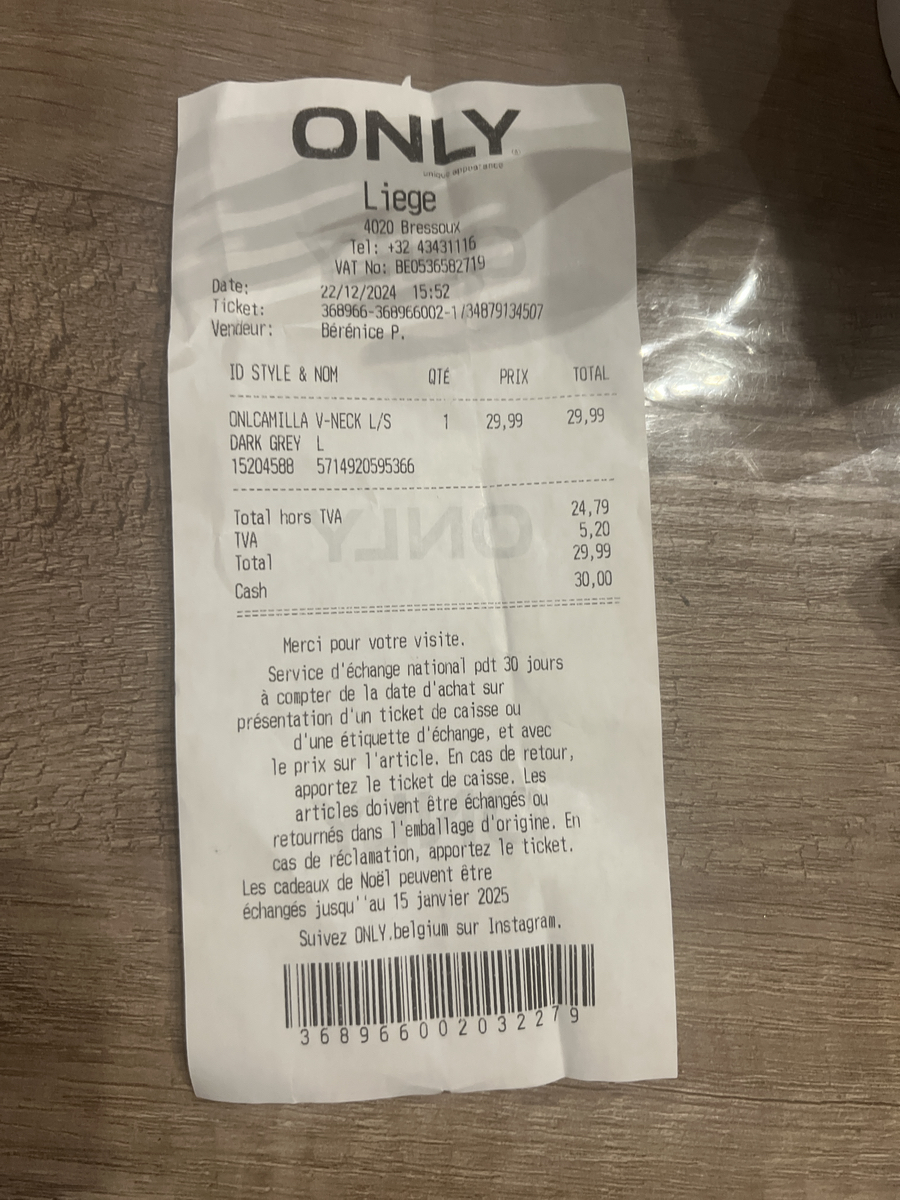 ONLY
unique appearance
Liege
4020 Bressoux
Tel: +32 43431116
VAT No: BE0536582719
Date: 22/12/2024 15:52
Ticket: 368966-368966002-1/34879134507
Vendeur: Bérénice P.
ID STYLE & NOM QTÉ PRIX TOTAL
ONLCAMILLA V-NECK L/S 1 29,99 29,99
DARK GREY L
15204588 5714920595366
Total hors TVA 24,79
TVA 5,20
Total 29,99
Cash 30,00
Merci pour votre visite.
Service d'échange national pdt 30 jours
à compter de la date d'achat sur
présentation d'un ticket de caisse ou
d'une étiquette d'échange, et avec
le prix sur l'article. En cas de retour,
apportez le ticket de caisse. Les
articles doivent être échangés ou
retournés dans l'emballage d'origine. En
cas de réclamation, apportez le ticket.
Les cadeaux de Noël peuvent être
échangés jusqu''au 15 janvier 2025
Suivez ONLY.belgium sur Instagram.
368966002032279